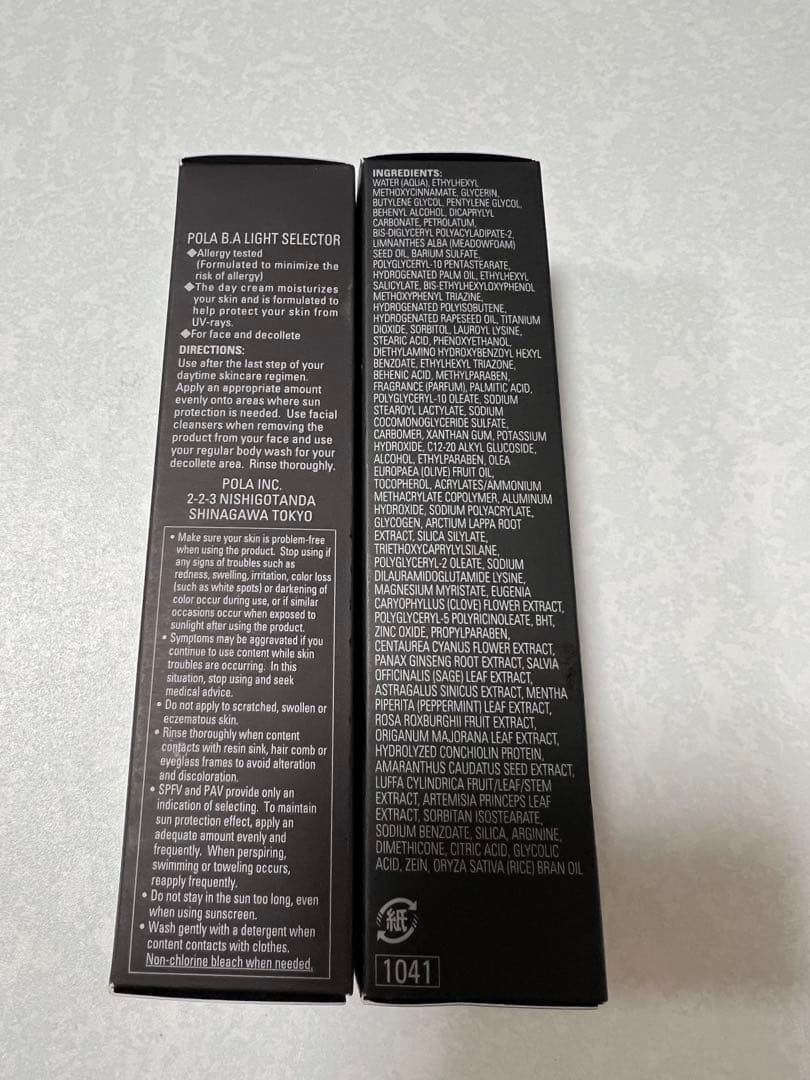 POLA B.A LIGHT SELECTOR
◆Allergy tested
(Formulated to minimize the
risk of allergy)
◆The day cream moisturizes
your skin and is formulated to
help protect your skin from
UV-rays.
◆For face and decollete
DIRECTIONS:
Use after the last step of your
daytime skincare regimen.
Apply an appropriate amount
evenly onto areas where sun
protection is needed. Use facial
cleansers when removing the
product from your face and use
your regular body wash for your
decollete area. Rinse thoroughly.
POLA INC.
2-2-3 NISHIGOTANDA
SHINAGAWA TOKYO
• Make sure your skin is problem-free
when using the product. Stop using if
any signs of troubles such as
redness, swelling, irritation, color loss
(such as white spots) or darkening of
color occur during use, or if similar
occasions occur when exposed to
sunlight after using the product.
• Symptoms may be aggravated if you
continue to use content while skin
troubles are occurring. In this
situation, stop using and seek
medical advice.
• Do not apply to scratched, swollen or
eczematous skin.
• Rinse thoroughly when content
contacts with resin sink, hair comb or
eyeglass frames to avoid alteration
and discoloration.
• SPFV and PAV provide only an
indication of selecting. To maintain
sun protection effect, apply an
adequate amount evenly and
frequently. When perspiring,
swimming or toweling occurs,
reapply frequently.
• Do not stay in the sun too long, even
when using sunscreen.
• Wash gently with a detergent when
content contacts with clothes.
Non-chlorine bleach when needed.
INGREDIENTS:
WATER (AQUA), ETHYLHEXYL
METHOXYCINNAMATE, GLYCERIN,
BUTYLENE GLYCOL, PENTYLENE GLYCOL,
BEHENYL ALCOHOL, DICAPRYLYL
CARBONATE, PETROLATUM,
BIS-DIGLYCERYL POLYACYLADIPATE-2,
LIMNANTHES ALBA (MEADOWFOAM)
SEED OIL, BARIUM SULFATE,
POLYGLYCERYL-10 PENTASTEARATE,
HYDROGENATED PALM OIL, ETHYLHEXYL
SALICYLATE, BIS-ETHYLHEXYLOXYPHENOL
METHOXYPHENYL TRIAZINE,
HYDROGENATED POLYISOBUTENE,
HYDROGENATED RAPESEED OIL, TITANIUM
DIOXIDE, SORBITOL, LAUROYL LYSINE,
STEARIC ACID, PHENOXYETHANOL,
DIETHYLAMINO HYDROXYBENZOYL HEXYL
BENZOATE, ETHYLHEXYL TRIAZONE,
BEHENIC ACID, METHYLPARABEN,
FRAGRANCE (PARFUM), PALMITIC ACID,
POLYGLYCERYL-10 OLEATE, SODIUM
STEAROYL LACTYLATE, SODIUM
COCOMONOGLYCERIDE SULFATE,
CARBOMER, XANTHAN GUM, POTASSIUM
HYDROXIDE, C12-20 ALKYL GLUCOSIDE,
ALCOHOL, ETHYLPARABEN, OLEA
EUROPAEA (OLIVE) FRUIT OIL,
TOCOPHEROL, ACRYLATES/AMMONIUM
METHACRYLATE COPOLYMER, ALUMINUM
HYDROXIDE, SODIUM POLYACRYLATE,
GLYCOGEN, ARCTIUM LAPPA ROOT
EXTRACT, SILICA SILYLATE,
TRIETHOXYCAPRYLYLSILANE,
POLYGLYCERYL-2 OLEATE, SODIUM
DILAURAMIDOGLUTAMIDE LYSINE,
MAGNESIUM MYRISTATE, EUGENIA
CARYOPHYLLUS (CLOVE) FLOWER EXTRACT,
POLYGLYCERYL-5 POLYRICINOLEATE, BHT,
ZINC OXIDE, PROPYLPARABEN,
CENTAUREA CYANUS FLOWER EXTRACT,
PANAX GINSENG ROOT EXTRACT, SALVIA
OFFICINALIS (SAGE) LEAF EXTRACT,
ASTRAGALUS SINICUS EXTRACT, MENTHA
PIPERITA (PEPPERMINT) LEAF EXTRACT,
ROSA ROXBURGHII FRUIT EXTRACT,
ORIGANUM MAJORANA LEAF EXTRACT,
HYDROLYZED CONCHIOLIN PROTEIN,
AMARANTHUS CAUDATUS SEED EXTRACT,
LUFFA CYLINDRICA FRUIT/LEAF/STEM
EXTRACT, ARTEMISIA PRINCEPS LEAF
EXTRACT, SORBITAN ISOSTEARATE,
SODIUM BENZOATE, SILICA, ARGININE,
DIMETHICONE, CITRIC ACID, GLYCOLIC
ACID, ZEIN, ORYZA SATIVA (RICE) BRAN OIL
紙
1041